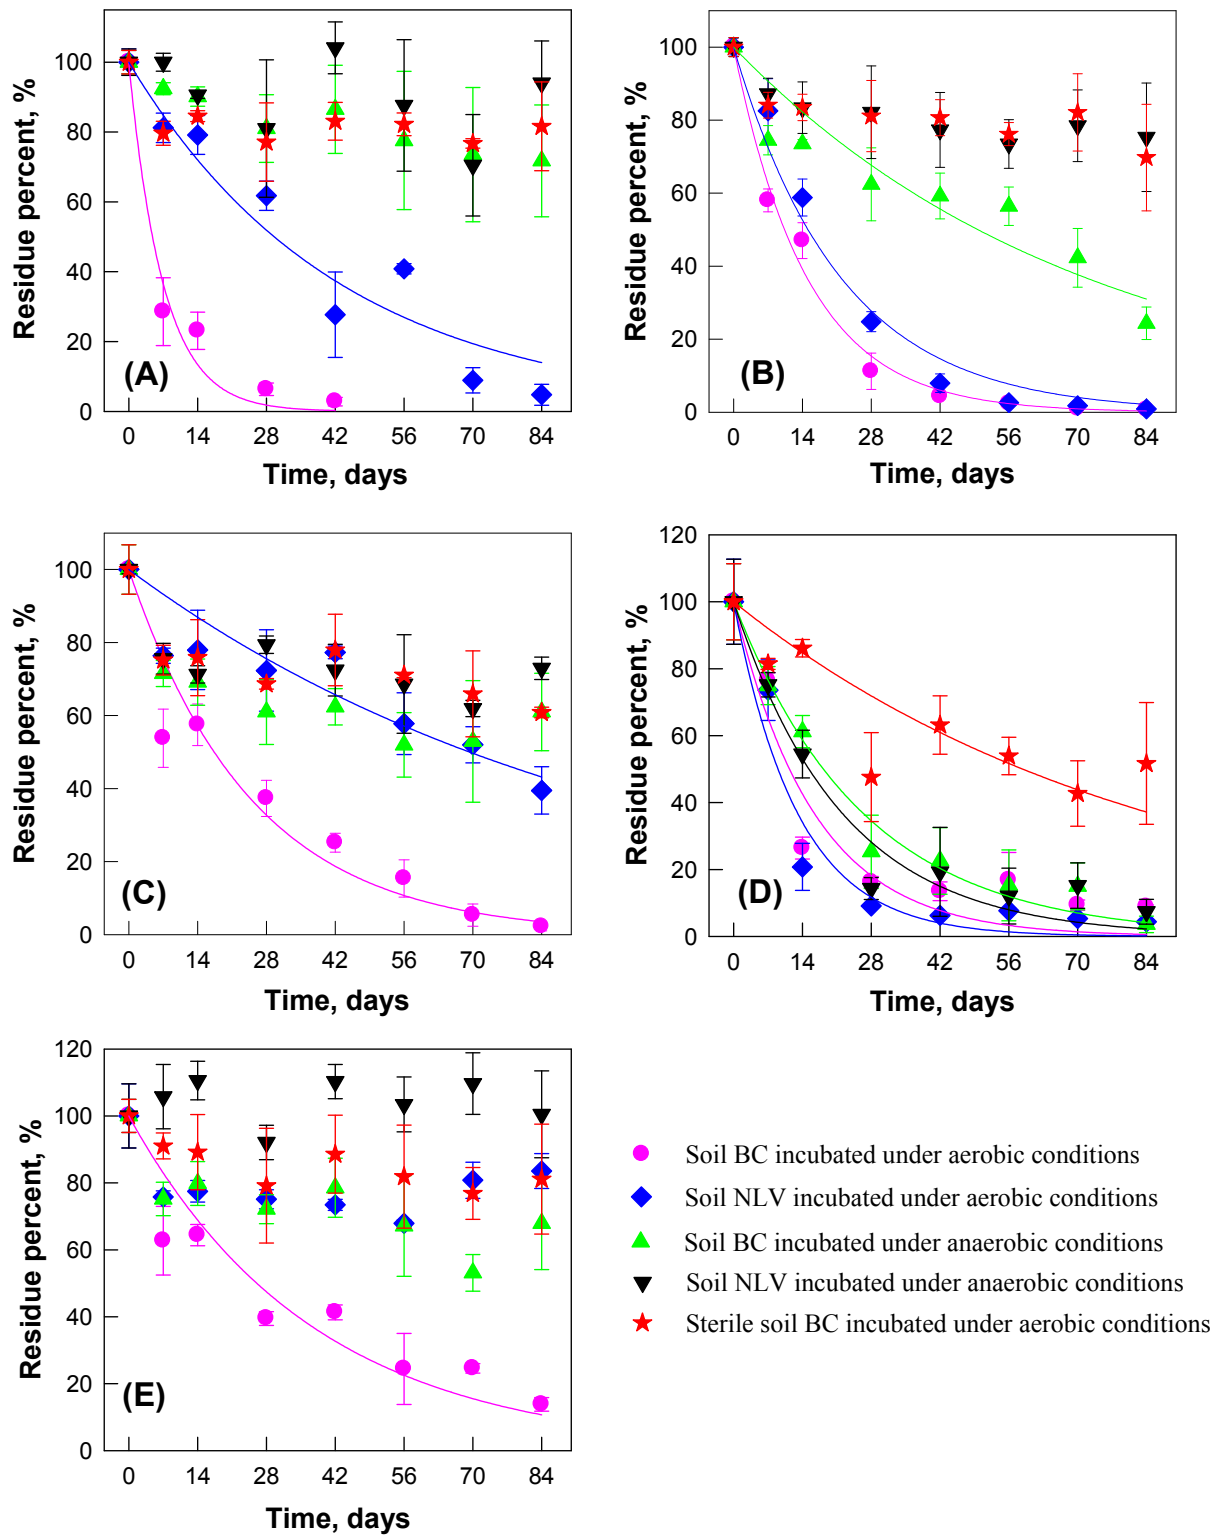 100
80
60
40
20
0
Residue percent, %
(A)
0 14 28 42 56 70 84
Time, days
100
80
60
40
20
0
Residue percent, %
(B)
0 14 28 42 56 70 84
Time, days
100
80
60
40
20
0
Residue percent, %
(C)
0 14 28 42 56 70 84
Time, days
120
100
80
60
40
20
0
Residue percent, %
(D)
0 14 28 42 56 70 84
Time, days
120
100
80
60
40
20
0
Residue percent, %
(E)
0 14 28 42 56 70 84
Time, days
Soil BC incubated under aerobic conditions
Soil NLV incubated under aerobic conditions
Soil BC incubated under anaerobic conditions
Soil NLV incubated under anaerobic conditions
Sterile soil BC incubated under aerobic conditions